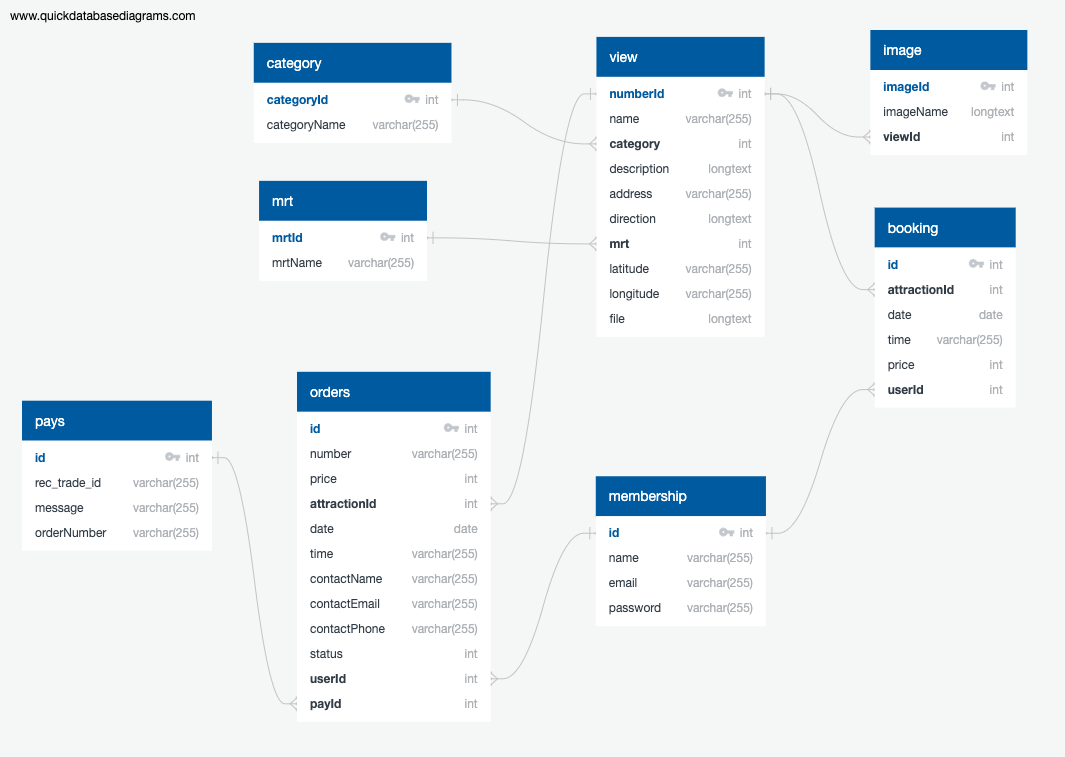 www.quickdatabasediagrams.com
category
categoryId int
categoryName varchar(255)
mrt
mrtId int
mrtName varchar(255)
view
numberId int
name varchar(255)
category int
description longtext
address varchar(255)
direction longtext
mrt int
latitude varchar(255)
longitude varchar(255)
file longtext
image
imageId int
imageName longtext
viewId int
booking
id int
attractionId int
date date
time varchar(255)
price int
userId int
pays
id int
rec_trade_id varchar(255)
message varchar(255)
orderNumber varchar(255)
orders
id int
number varchar(255)
price int
attractionId int
date date
time varchar(255)
contactName varchar(255)
contactEmail varchar(255)
contactPhone varchar(255)
status int
userId int
payId int
membership
id int
name varchar(255)
email varchar(255)
password varchar(255)